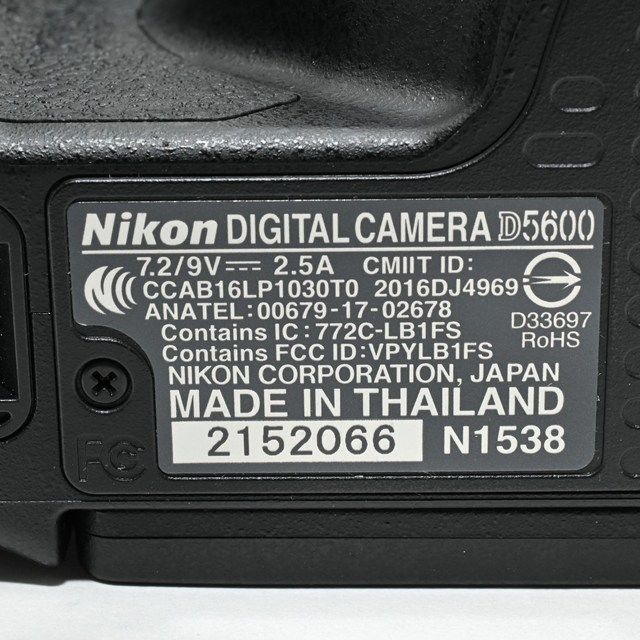 Nikon DIGITAL CAMERA D5600
7.2/9V ⎓ 2.5A CMIIT ID:
CCAB16LP1030T0 2016DJ4969
ANATEL: 00679-17-02678
Contains IC : 772C-LB1FS
Contains FCC ID: VPYLB1FS
D33697
RoHS
NIKON CORPORATION, JAPAN
MADE IN THAILAND
2152066 N1538
FC